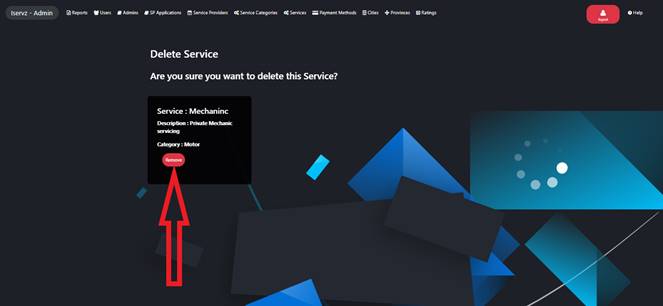 Iservz - Admin Reports Users Admins SP Applications Service Providers Service Categories Services Payment Methods Cities Provinces Ratings Help
Delete Service
Are you sure you want to delete this Service?
Service : Mechaninc
Description : Private Mechanic
servicing
Category : Motor
Remove